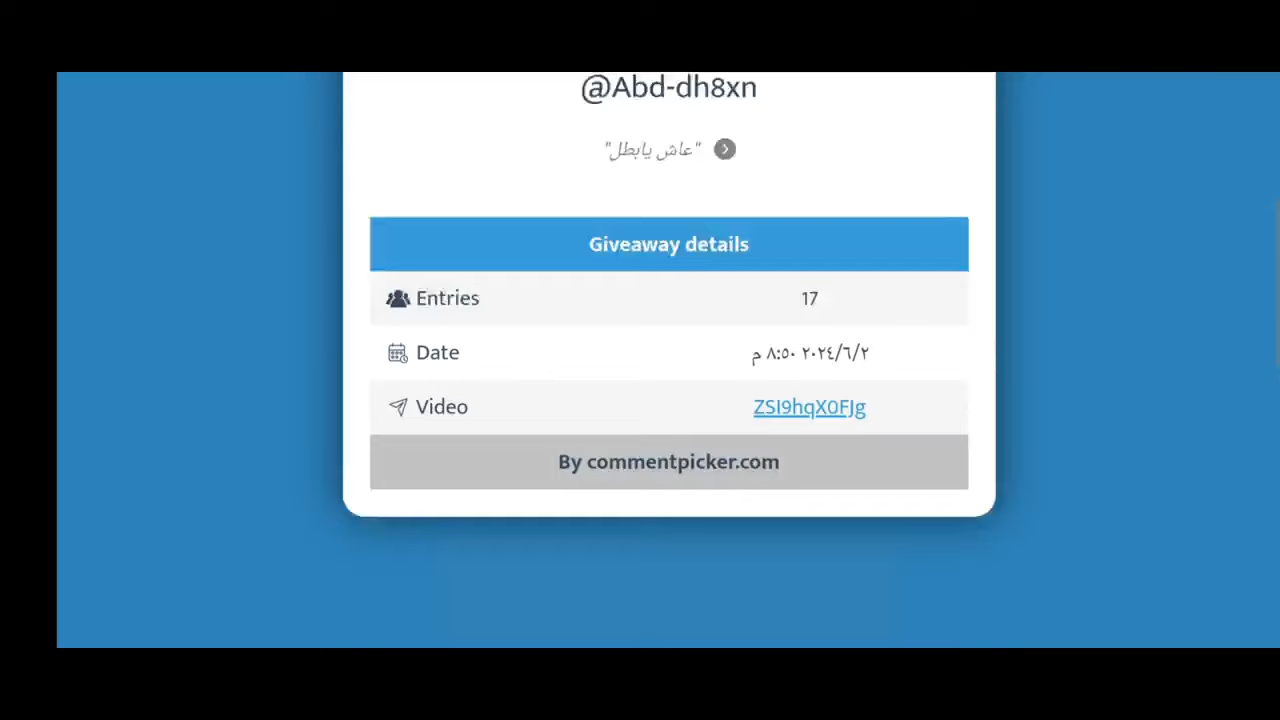 @Abd-dh8xn
"عاش يابطل"
Giveaway details
Entries 17
Date ٢٠٢٤/٦/٢ ٨:٥٠ م
Video ZSI9hqX0FJg
By commentpicker.com